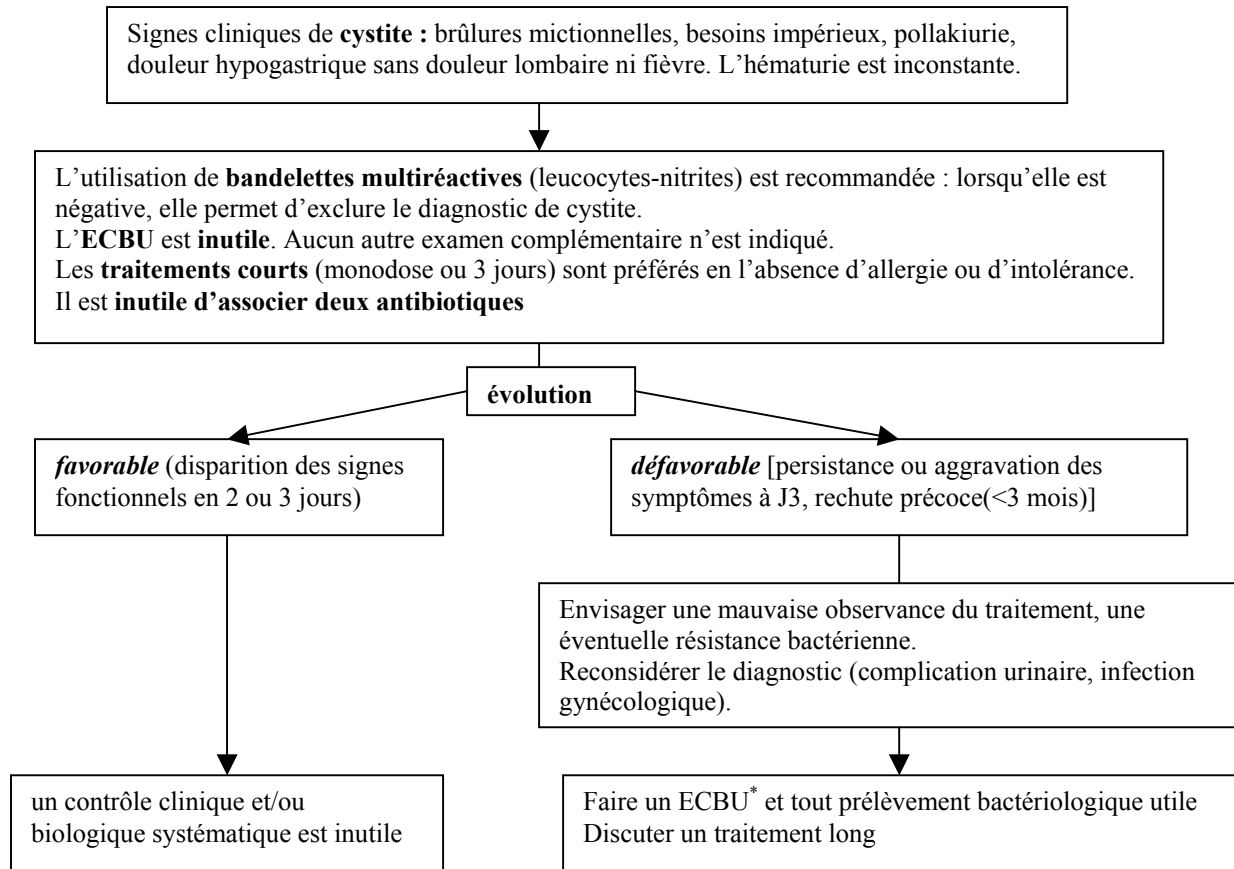 Signes cliniques de cystite : brûlures mictionnelles, besoins impérieux, pollakiurie,
douleur hypogastrique sans douleur lombaire ni fièvre. L’hématurie est inconstante.
L’utilisation de bandelettes multiréactives (leucocytes-nitrites) est recommandée : lorsqu’elle est
négative, elle permet d’exclure le diagnostic de cystite.
L’ECBU est inutile. Aucun autre examen complémentaire n’est indiqué.
Les traitements courts (monodose ou 3 jours) sont préférés en l’absence d’allergie ou d’intolérance.
Il est inutile d’associer deux antibiotiques
évolution
favorable (disparition des signes
fonctionnels en 2 ou 3 jours)
défavorable [persistance ou aggravation des
symptômes à J3, rechute précoce(<3 mois)]
Envisager une mauvaise observance du traitement, une
éventuelle résistance bactérienne.
Reconsidérer le diagnostic (complication urinaire, infection
gynécologique).
un contrôle clinique et/ou
biologique systématique est inutile
Faire un ECBU* et tout prélèvement bactériologique utile
Discuter un traitement long